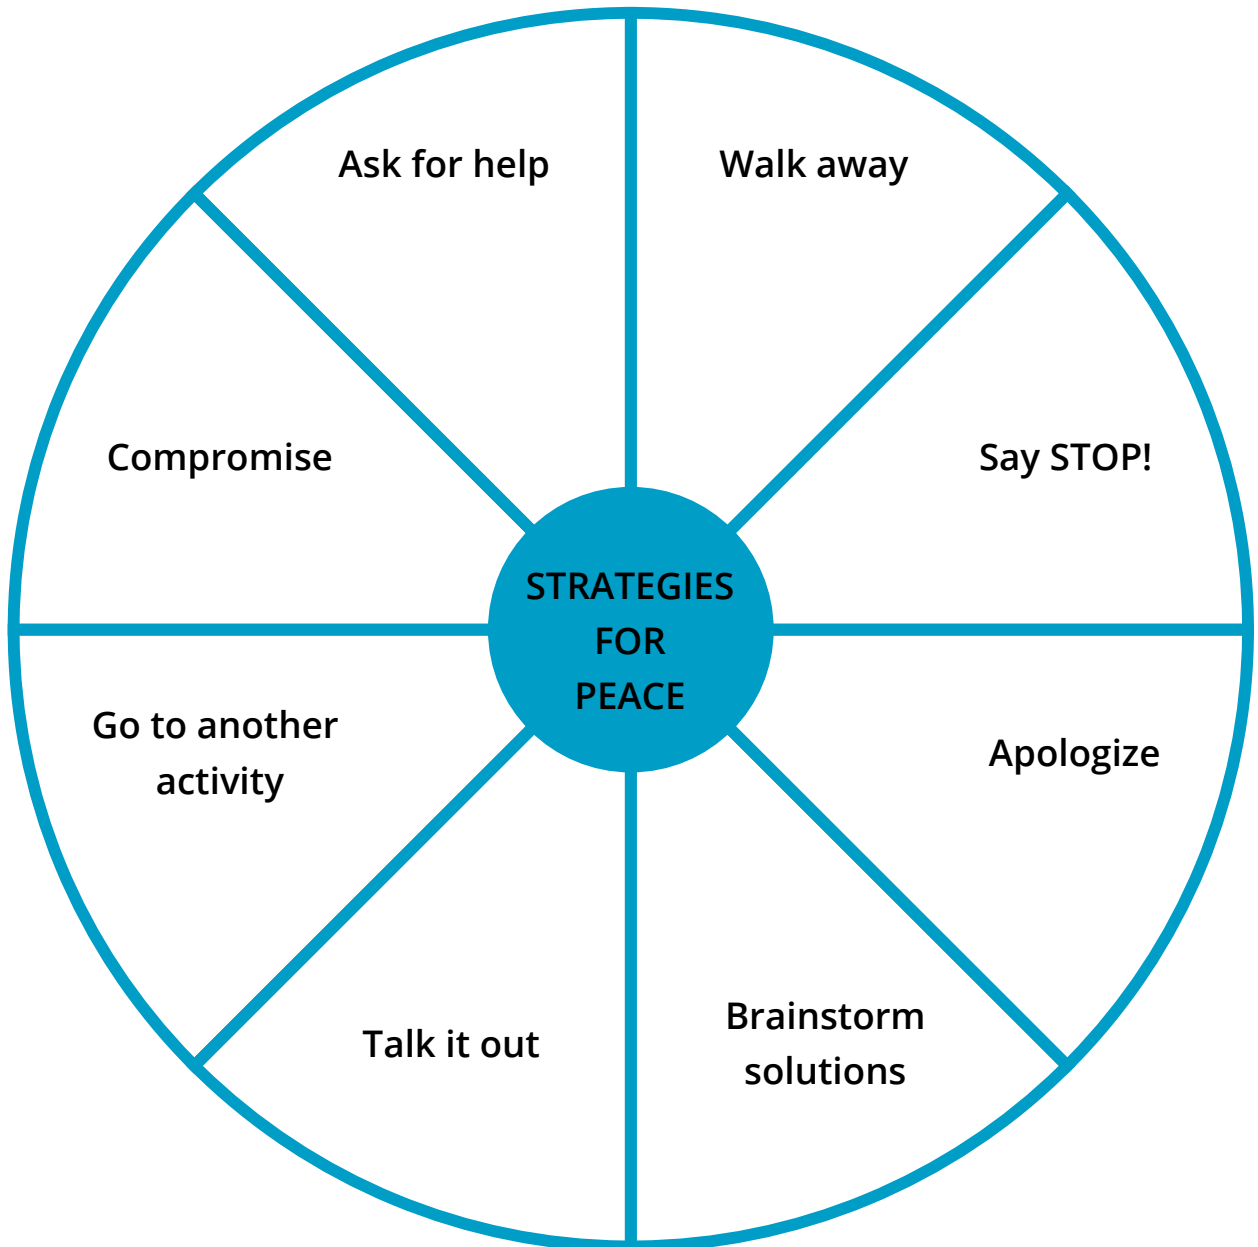 Ask for help
Walk away
Compromise
Say STOP!
STRATEGIES
FOR
PEACE
Go to another
activity
Apologize
Talk it out
Brainstorm
solutions